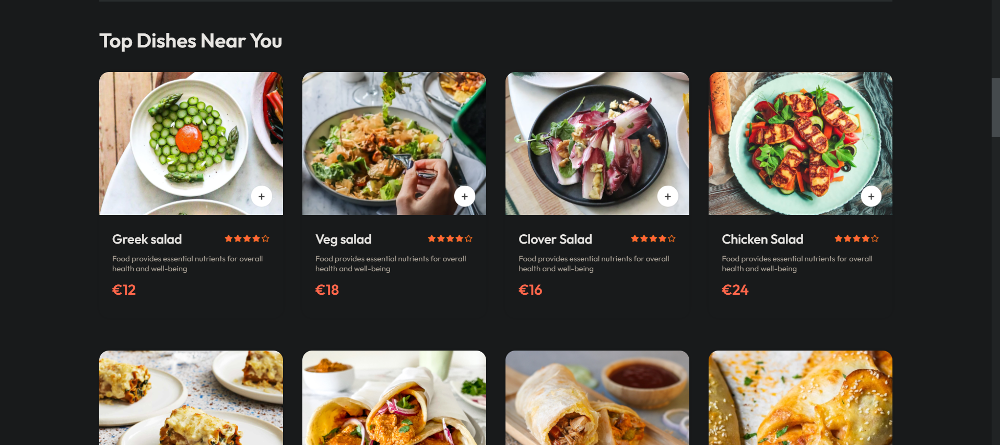 Top Dishes Near You
Greek salad
Food provides essential nutrients for overall
health and well-being
€12
Veg salad
Food provides essential nutrients for overall
health and well-being
€18
Clover Salad
Food provides essential nutrients for overall
health and well-being
€16
Chicken Salad
Food provides essential nutrients for overall
health and well-being
€24